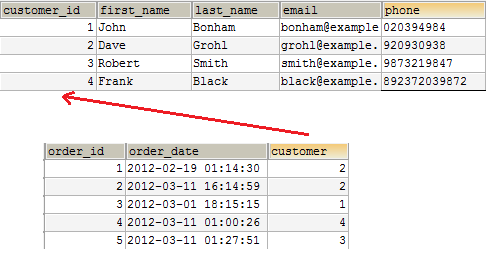 customer_id first_name last_name email phone
1 John Bonham bonham@example. 020394984
2 Dave Grohl grohl@example. 920930938
3 Robert Smith smith@example. 9873219847
4 Frank Black black@example. 892372039872
order_id order_date customer
1 2012-02-19 01:14:30 2
2 2012-03-11 16:14:59 2
3 2012-03-01 18:15:15 1
4 2012-03-11 01:00:26 4
5 2012-03-11 01:27:51 3